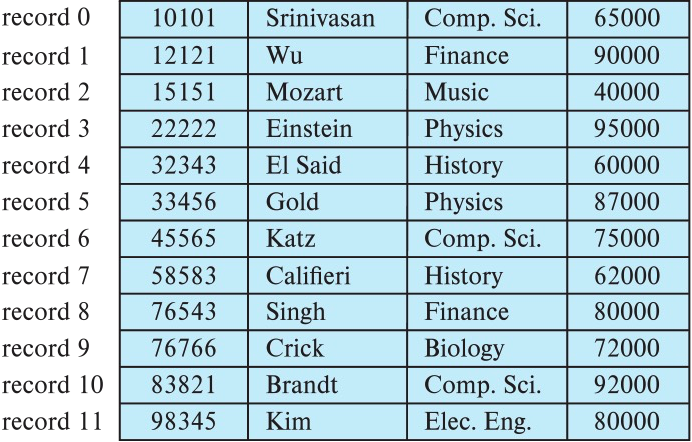 record 0 10101 Srinivasan Comp. Sci. 65000
record 1 12121 Wu Finance 90000
record 2 15151 Mozart Music 40000
record 3 22222 Einstein Physics 95000
record 4 32343 El Said History 60000
record 5 33456 Gold Physics 87000
record 6 45565 Katz Comp. Sci. 75000
record 7 58583 Califieri History 62000
record 8 76543 Singh Finance 80000
record 9 76766 Crick Biology 72000
record 10 83821 Brandt Comp. Sci. 92000
record 11 98345 Kim Elec. Eng. 80000